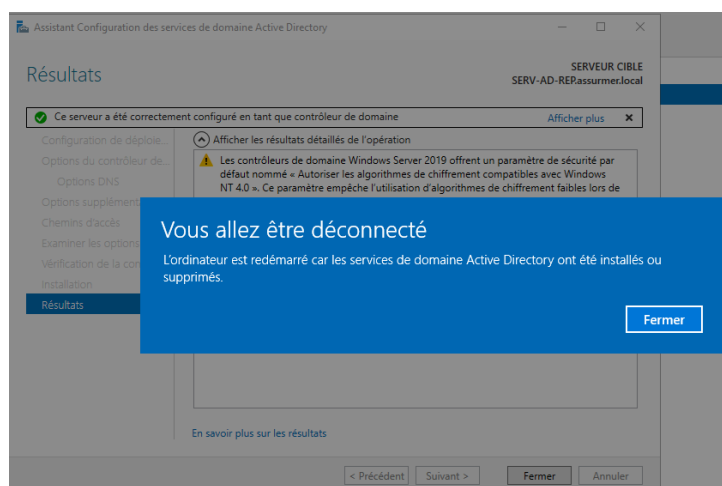 Assistant Configuration des services de domaine Active Directory
Résultats
SERVEUR CIBLE
SERV-AD-REP.assurmer.local
Ce serveur a été correctement configuré en tant que contrôleur de domaine
Afficher plus
Configuration de déploie...
Afficher les résultats détaillés de l'opération
Options du contrôleur de...
Options DNS
Options supplément
Chemins d'accès
Examiner les options
Vérification de la con
Installation
Résultats
Les contrôleurs de domaine Windows Server 2019 offrent un paramètre de sécurité par
défaut nommé « Autoriser les algorithmes de chiffrement compatibles avec Windows
NT 4.0 ». Ce paramètre empêche l'utilisation d'algorithmes de chiffrement faibles lors de
Vous allez être déconnecté
L'ordinateur est redémarré car les services de domaine Active Directory ont été installés ou
supprimés.
Fermer
En savoir plus sur les résultats
< Précédent
Suivant >
Fermer
Annuler